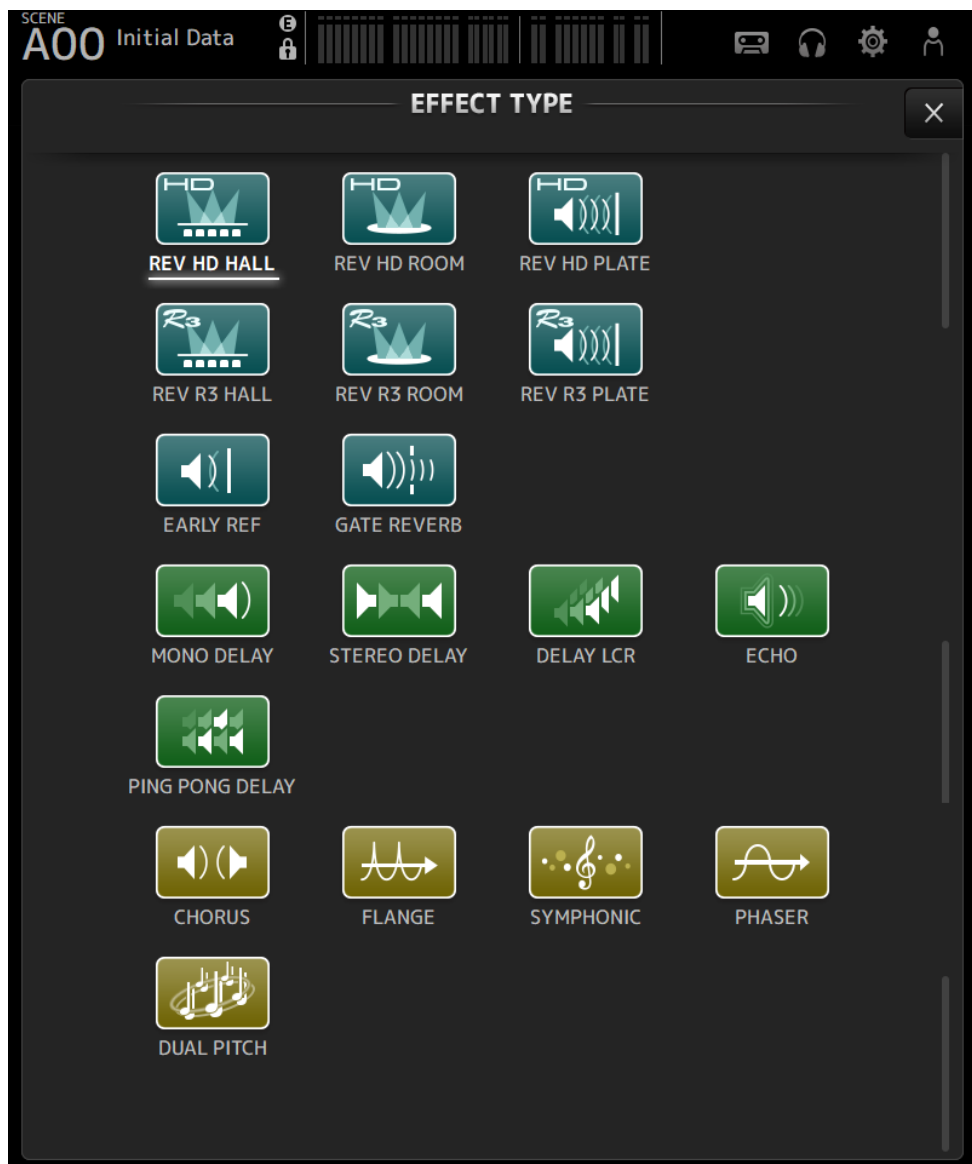 SCENE
A00 Initial Data E
EFFECT TYPE
HD HD HD
REV HD HALL REV HD ROOM REV HD PLATE
R3 R3 R3
REV R3 HALL REV R3 ROOM REV R3 PLATE
EARLY REF GATE REVERB
MONO DELAY STEREO DELAY DELAY LCR ECHO
PING PONG DELAY
CHORUS FLANGE SYMPHONIC PHASER
DUAL PITCH